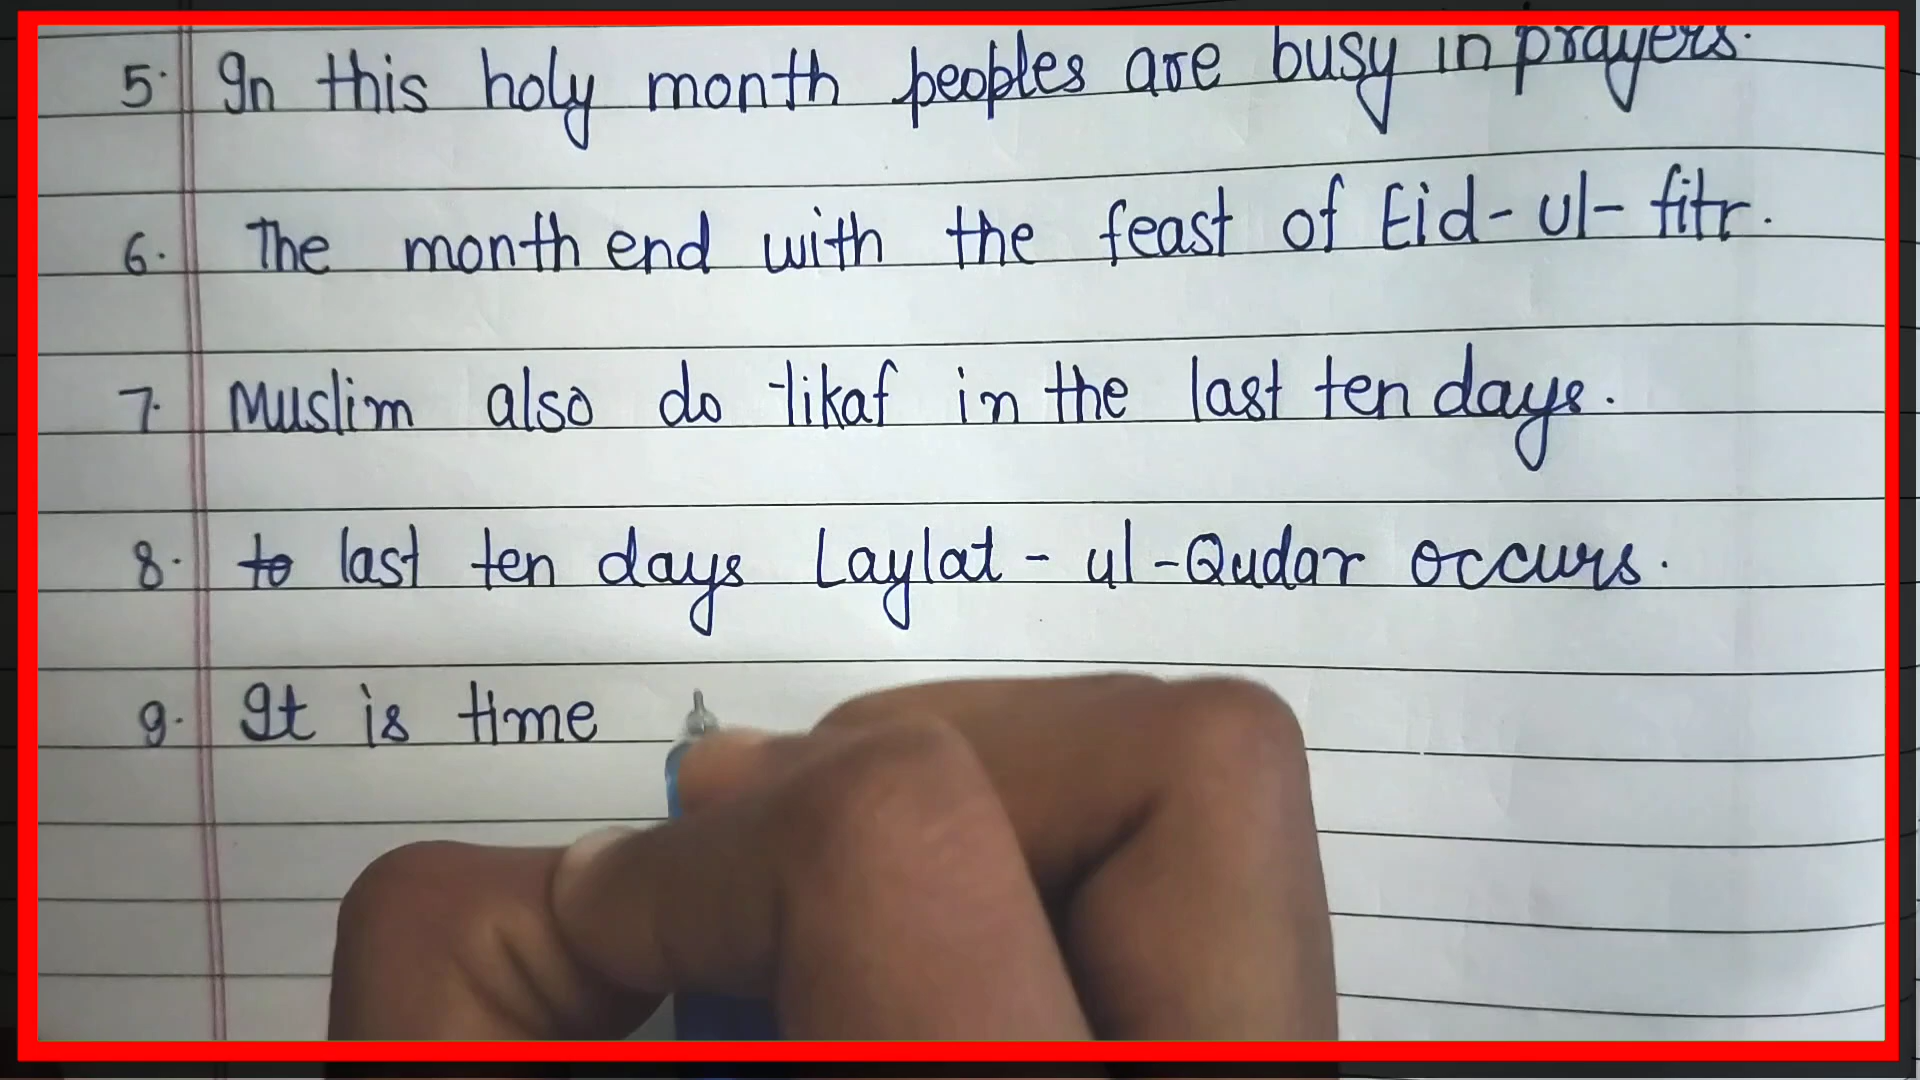 5. In this holy month peoples are busy in prayers.
6. The month end with the feast of Eid-ul-fitr.
7. Muslim also do Iikaf in the last ten days.
8. to last ten days Laylat-ul-Qudar occurs.
9. It is time